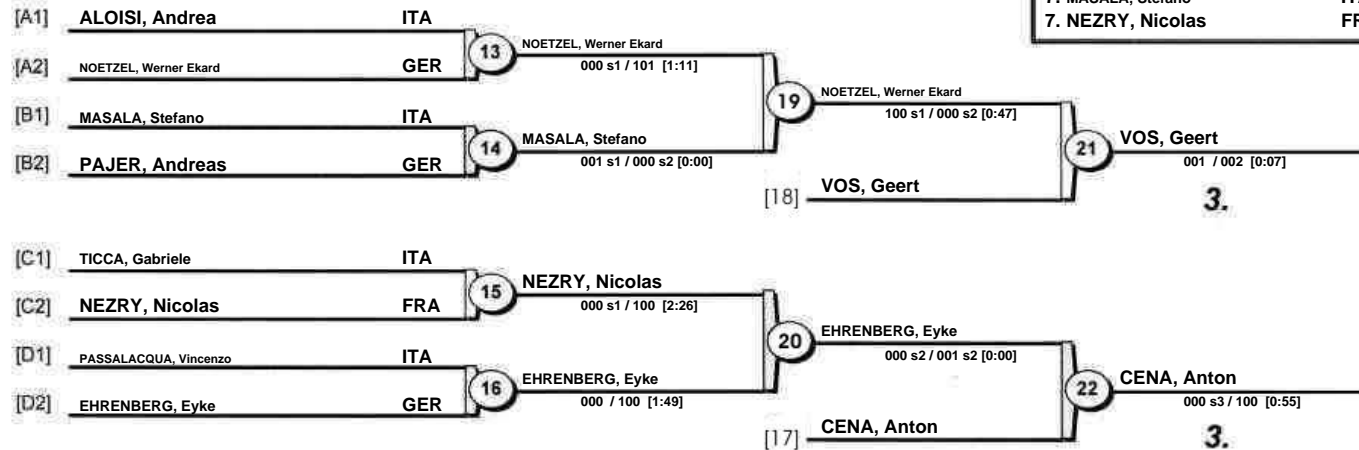 7. MASALA, Stefano
7. NEZRY, Nicolas FR
[A1] ALOISI, Andrea ITA
[A2] NOETZEL, Werner Ekard GER
13 NOETZEL, Werner Ekard
000 s1 / 101 [1:11]
[B1] MASALA, Stefano ITA
[B2] PAJER, Andreas GER
14 MASALA, Stefano
001 s1 / 000 s2 [0:00]
19 NOETZEL, Werner Ekard
100 s1 / 000 s2 [0:47]
[18] VOS, Geert
21 VOS, Geert
001 / 002 [0:07]
3.
[C1] TICCA, Gabriele ITA
[C2] NEZRY, Nicolas FRA
15 NEZRY, Nicolas
000 s1 / 100 [2:26]
[D1] PASSALACQUA, Vincenzo ITA
[D2] EHRENBERG, Eyke GER
16 EHRENBERG, Eyke
000 / 100 [1:49]
20 EHRENBERG, Eyke
000 s2 / 001 s2 [0:00]
[17] CENA, Anton
22 CENA, Anton
000 s3 / 100 [0:55]
3.